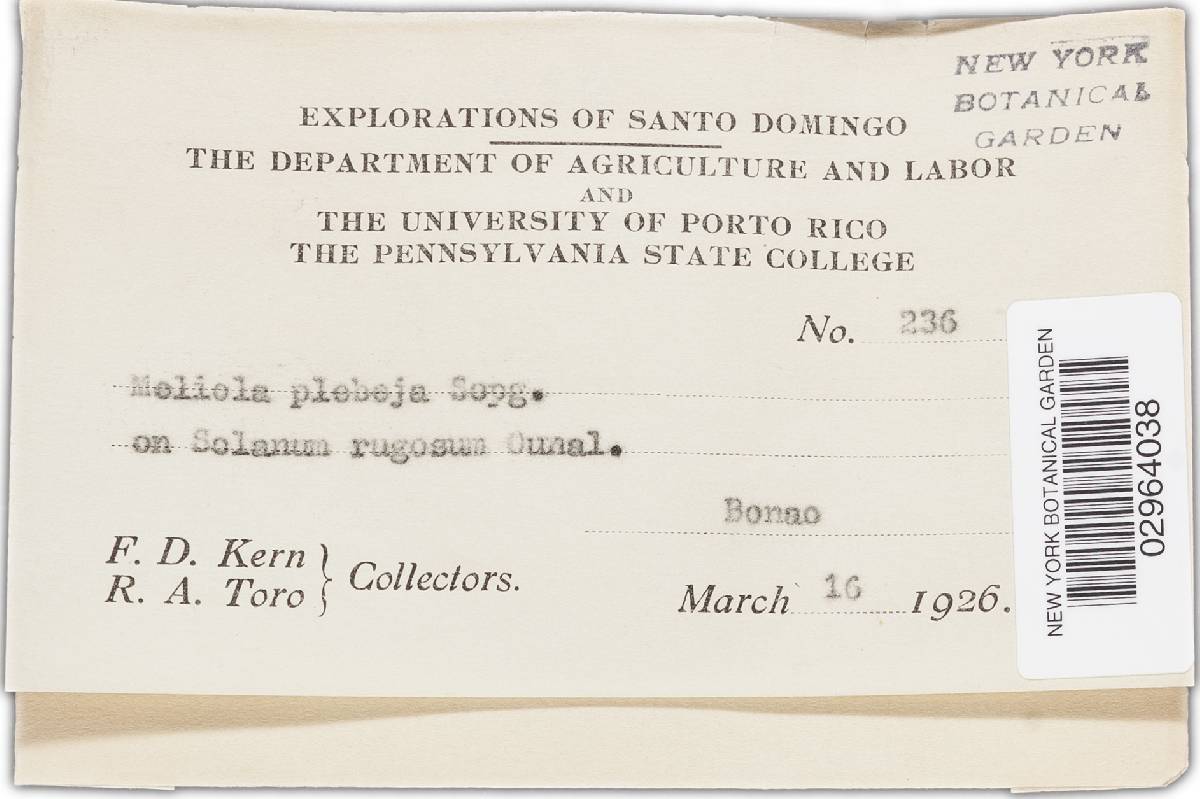 NEW YORK
BOTANICAL
GARDEN
EXPLORATIONS OF SANTO DOMINGO
THE DEPARTMENT OF AGRICULTURE AND LABOR
AND
THE UNIVERSITY OF PORTO RICO
THE PENNSYLVANIA STATE COLLEGE
No. 236
Meliola plebeja Sopg.
on Solanum rugosum Ounal.
Bonao
F. D. Kern
R. A. Toro } Collectors.
March 16 1926.
NEW YORK BOTANICAL GARDEN
02964038